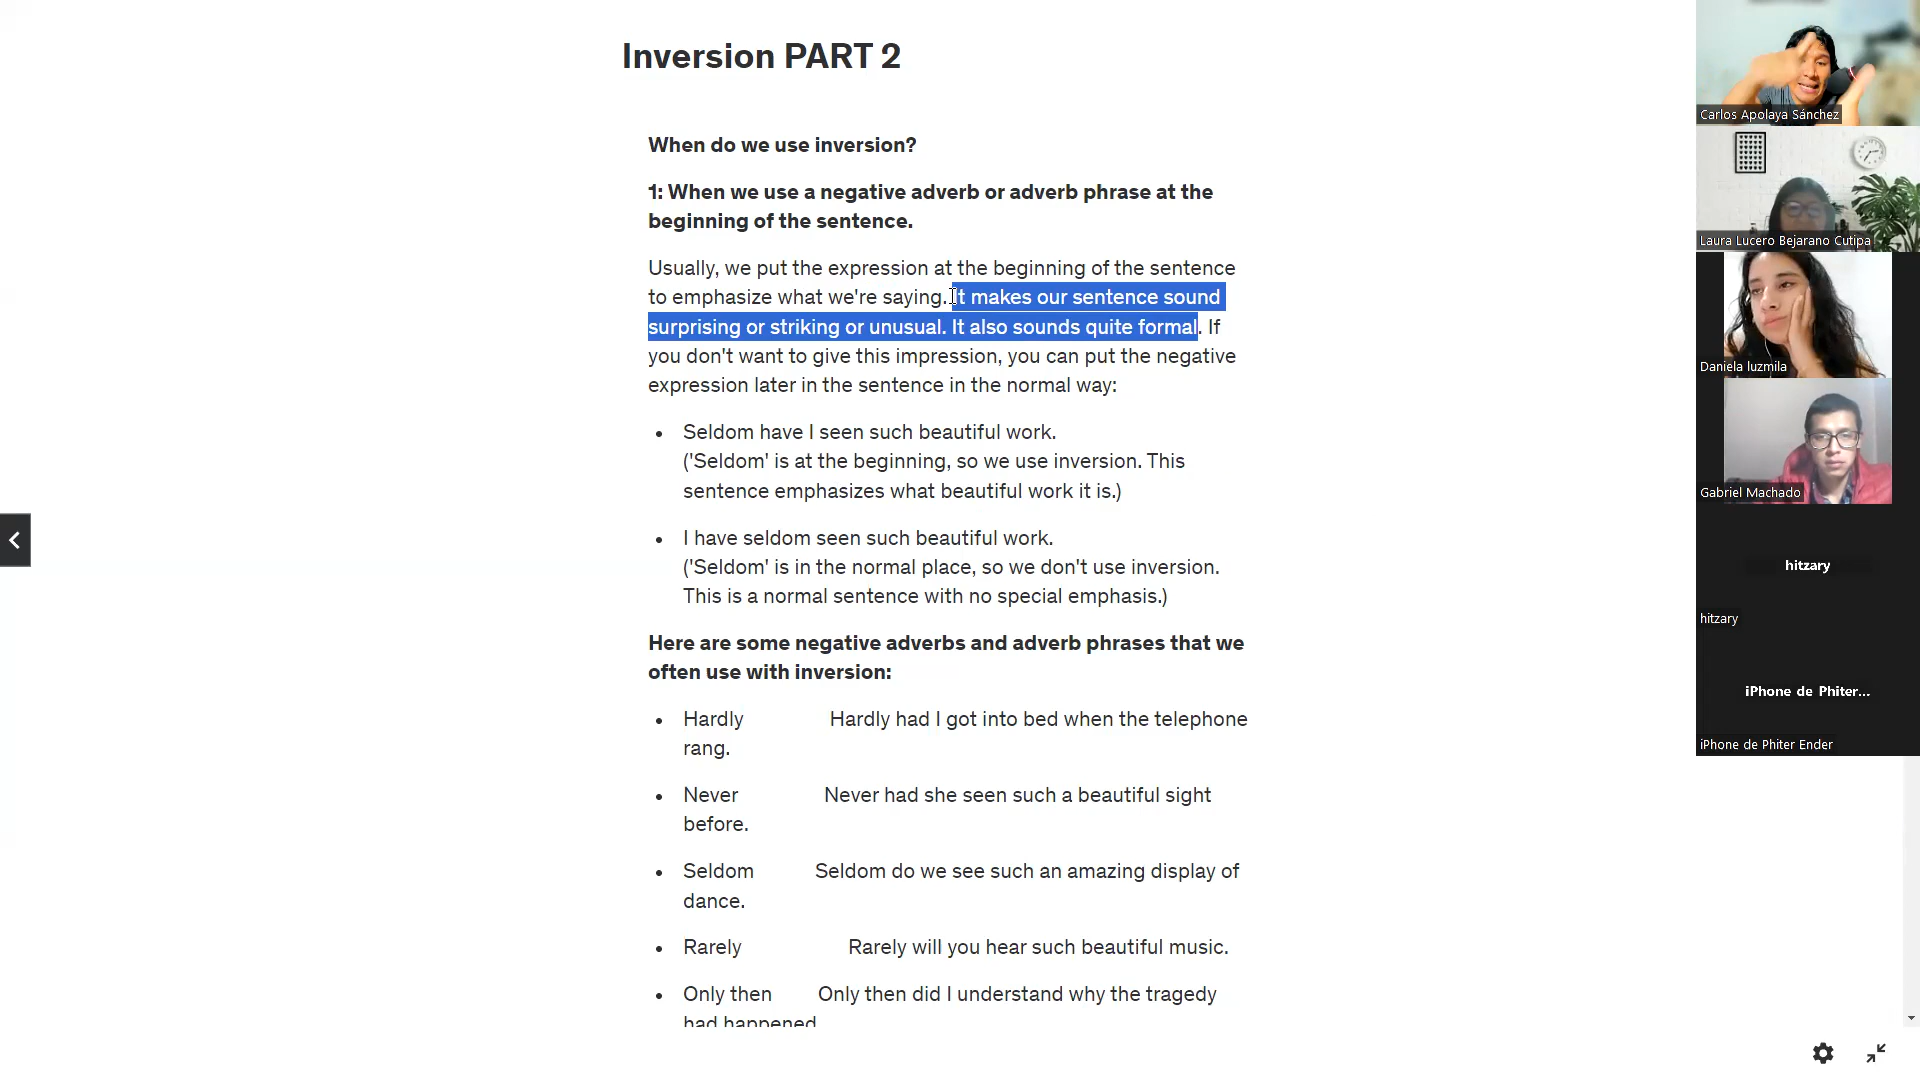 Inversion PART 2
When do we use inversion?
1: When we use a negative adverb or adverb phrase at the
beginning of the sentence.
Usually, we put the expression at the beginning of the sentence
to emphasize what we're saying. It makes our sentence sound
surprising or striking or unusual. It also sounds quite formal. If
you don't want to give this impression, you can put the negative
expression later in the sentence in the normal way:
• Seldom have I seen such beautiful work.
('Seldom' is at the beginning, so we use inversion. This
sentence emphasizes what beautiful work it is.)
• I have seldom seen such beautiful work.
('Seldom' is in the normal place, so we don't use inversion.
This is a normal sentence with no special emphasis.)
Here are some negative adverbs and adverb phrases that we
often use with inversion:
• Hardly Hardly had I got into bed when the telephone
rang.
• Never Never had she seen such a beautiful sight
before.
• Seldom Seldom do we see such an amazing display of
dance.
• Rarely Rarely will you hear such beautiful music.
• Only then Only then did I understand why the tragedy
had happened
Carlos Apolaya Sánchez
Laura Lucero Bejarano Cutipa
Daniela luzmila
Gabriel Machado
hitzary
hitzary
iPhone de Phiter...
iPhone de Phiter Ender